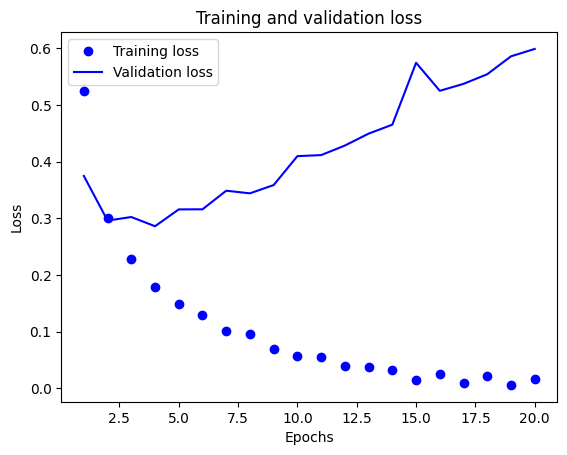 Training and validation loss
Training loss
Validation loss
0.6
0.5
0.4
0.3
0.2
0.1
0.0
Loss
2.5 5.0 7.5 10.0 12.5 15.0 17.5 20.0
Epochs